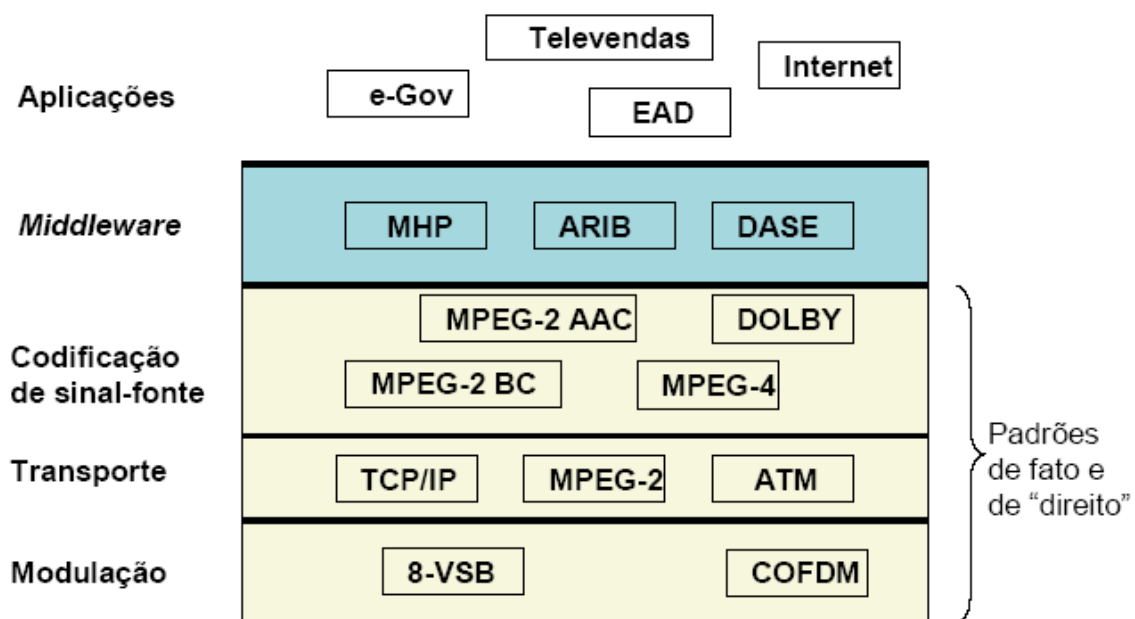 Televendas
Internet
Aplicações
e-Gov
EAD
Middleware
MHP
ARIB
DASE
MPEG-2 AAC
DOLBY
Codificação
de sinal-fonte
MPEG-2 BC
MPEG-4
Padrões
de fato e
de “direito”
Transporte
TCP/IP
MPEG-2
ATM
Modulação
8-VSB
COFDM